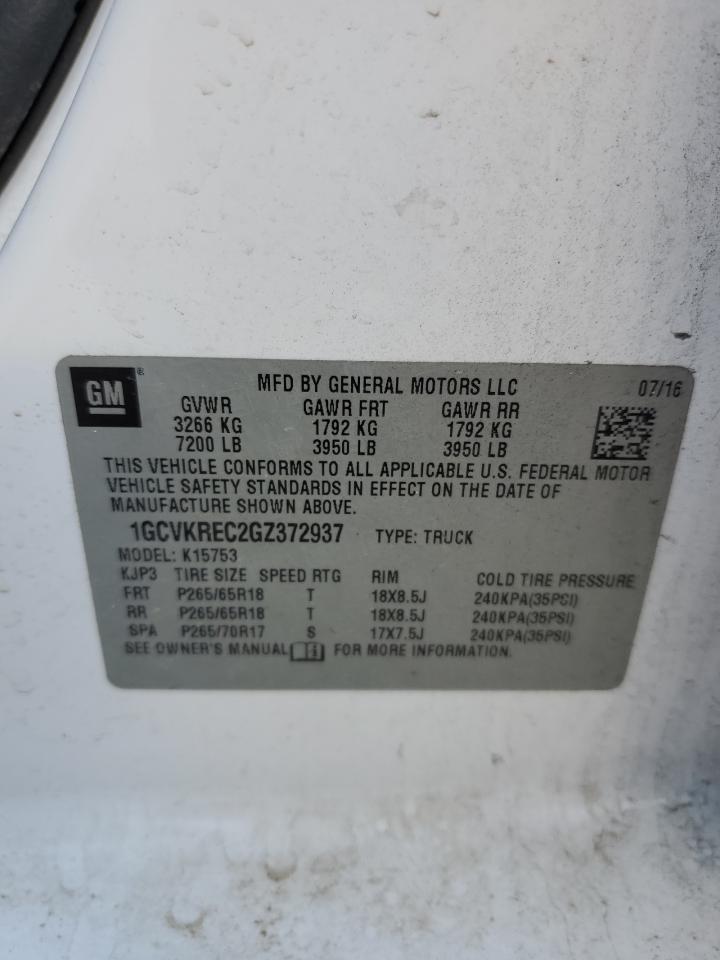 GM®
MFD BY GENERAL MOTORS LLC 07/16
GVWR GAWR FRT GAWR RR
3266 KG 1792 KG 1792 KG
7200 LB 3950 LB 3950 LB
THIS VEHICLE CONFORMS TO ALL APPLICABLE U.S. FEDERAL MOTOR
VEHICLE SAFETY STANDARDS IN EFFECT ON THE DATE OF
MANUFACTURE SHOWN ABOVE.
1GCVKREC2GZ372937 TYPE: TRUCK
MODEL: K15753
KJP3 TIRE SIZE SPEED RTG RIM COLD TIRE PRESSURE
FRT P265/65R18 T 18X8.5J 240KPA(35PSI)
RR P265/65R18 T 18X8.5J 240KPA(35PSI)
SPA P265/70R17 S 17X7.5J 240KPA(35PSI)
SEE OWNER'S MANUAL FOR MORE INFORMATION.